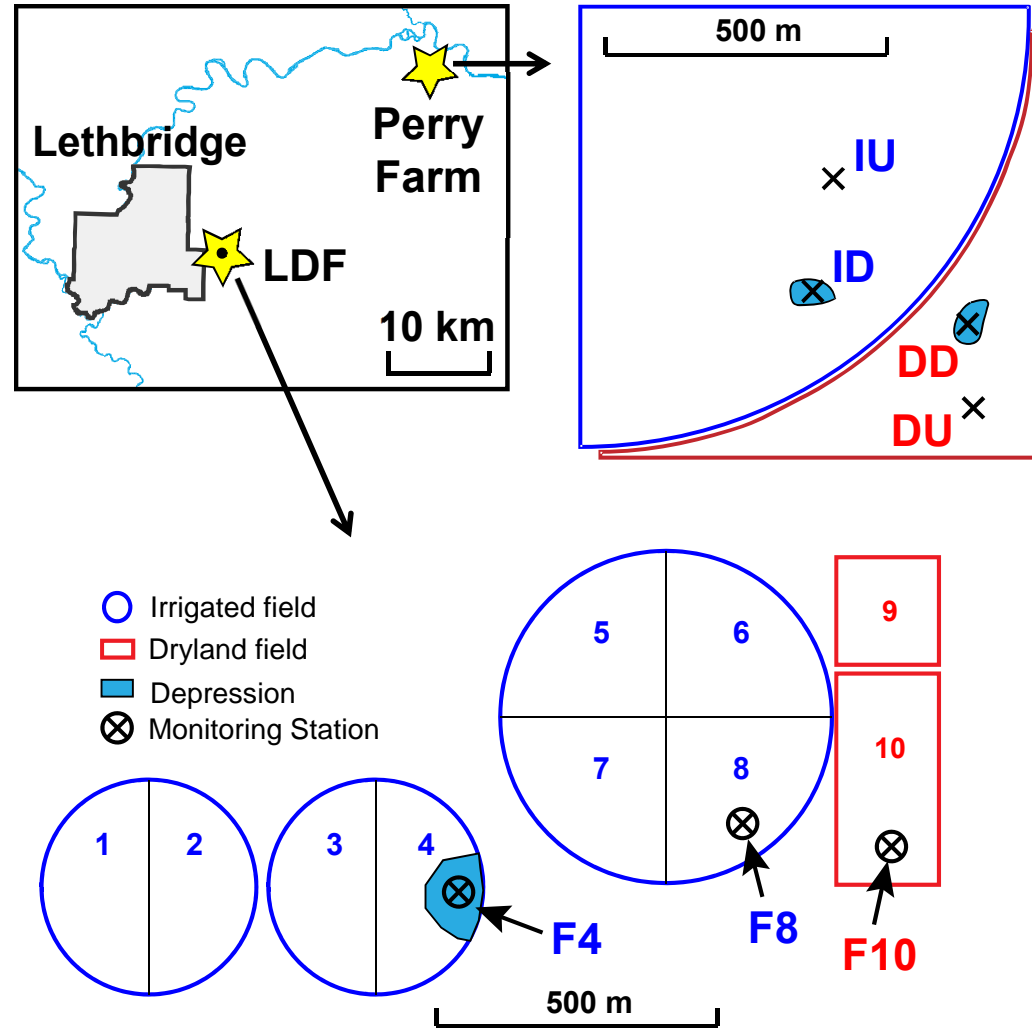 Lethbridge
Perry
Farm
LDF
10 km
500 m
IU
ID
DD
DU
Irrigated field
Dryland field
Depression
Monitoring Station
1
2
3
4
5
6
7
8
9
10
F4
F8
F10
500 m